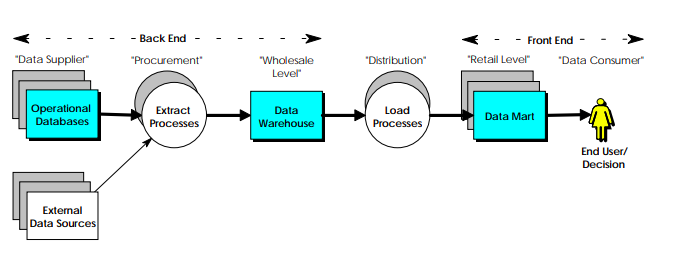 Back End
Front End
"Data Supplier"
"Procurement"
"Wholesale
Level"
"Distribution"
"Retail Level"
"Data Consumer"
Operational
Databases
Extract
Processes
Data
Warehouse
Load
Processes
Data Mart
End User/
Decision
External
Data Sources